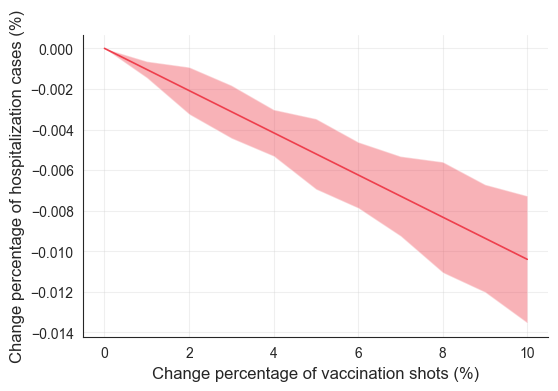 Change percentage of hospitalization cases (%)
0.000
−0.002
−0.004
−0.006
−0.008
−0.010
−0.012
−0.014
0 2 4 6 8 10
Change percentage of vaccination shots (%)